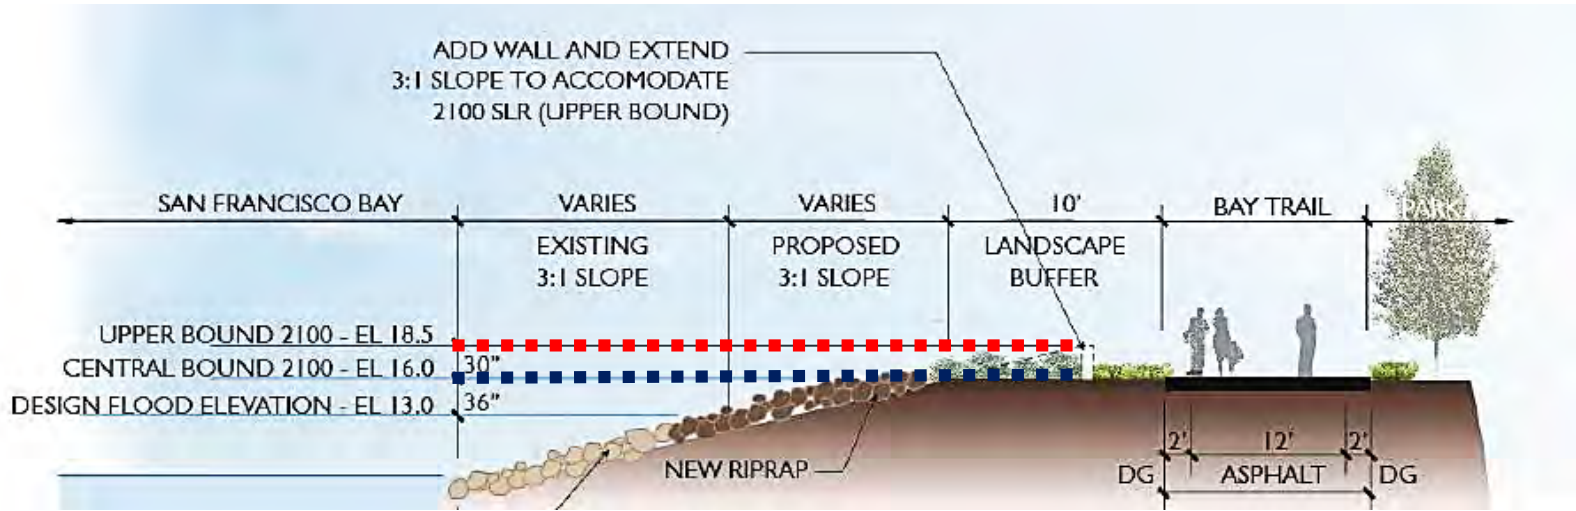 ADD WALL AND EXTEND
3:1 SLOPE TO ACCOMODATE
2100 SLR (UPPER BOUND)
SAN FRANCISCO BAY
VARIES
VARIES
10'
BAY TRAIL
PARK
EXISTING
3:1 SLOPE
PROPOSED
3:1 SLOPE
LANDSCAPE
BUFFER
UPPER BOUND 2100 - EL 18.5
30"
CENTRAL BOUND 2100 - EL 16.0
36"
DESIGN FLOOD ELEVATION - EL 13.0
NEW RIPRAP
2'
12'
2'
DG
ASPHALT
DG